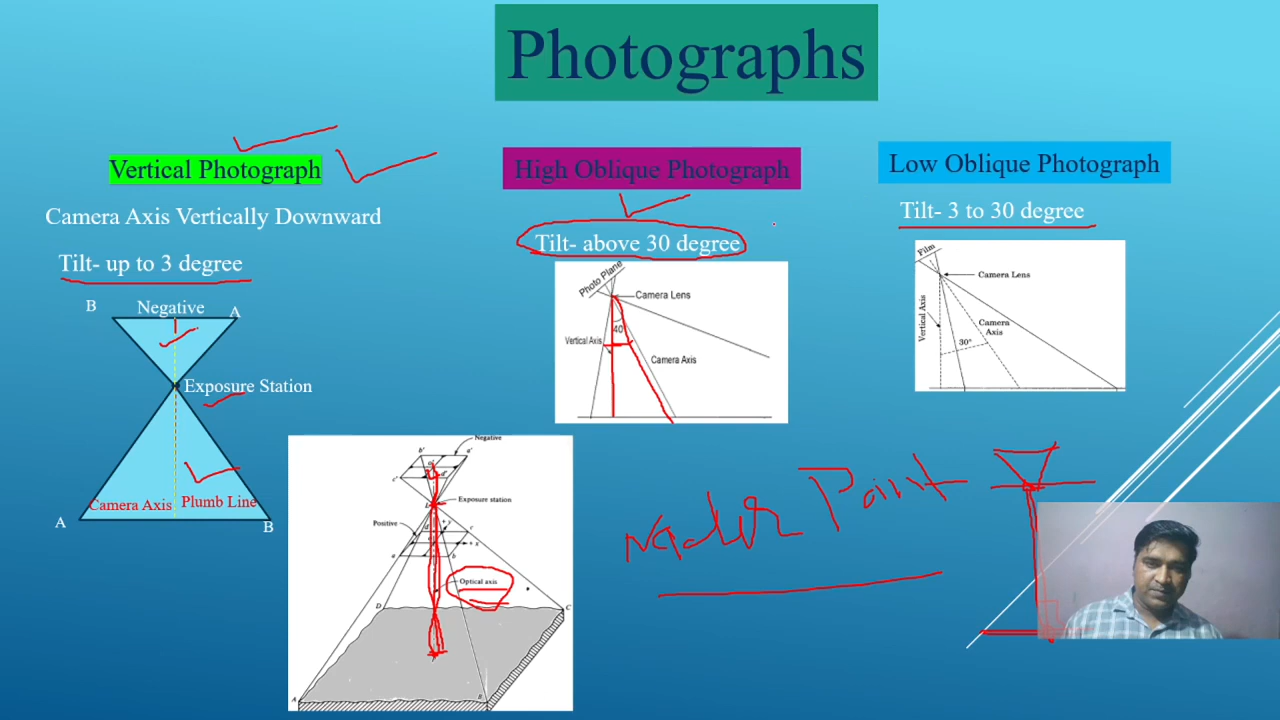 Photographs
Vertical Photograph
Camera Axis Vertically Downward
Tilt- up to 3 degree
B
Negative
A
Exposure Station
Camera Axis
Plumb Line
A
B
High Oblique Photograph
Tilt- above 30 degree
Photo Plane
Camera Lens
40
Vertical Axis
Camera Axis
Low Oblique Photograph
Tilt- 3 to 30 degree
Film
Camera Lens
Vertical Axis
Camera
Axis
30°
Negative
b'
a'
c'
d'
Exposure station
L
Positive
d
y
c
x
a
b
Optical axis
D
C
A
B
Point